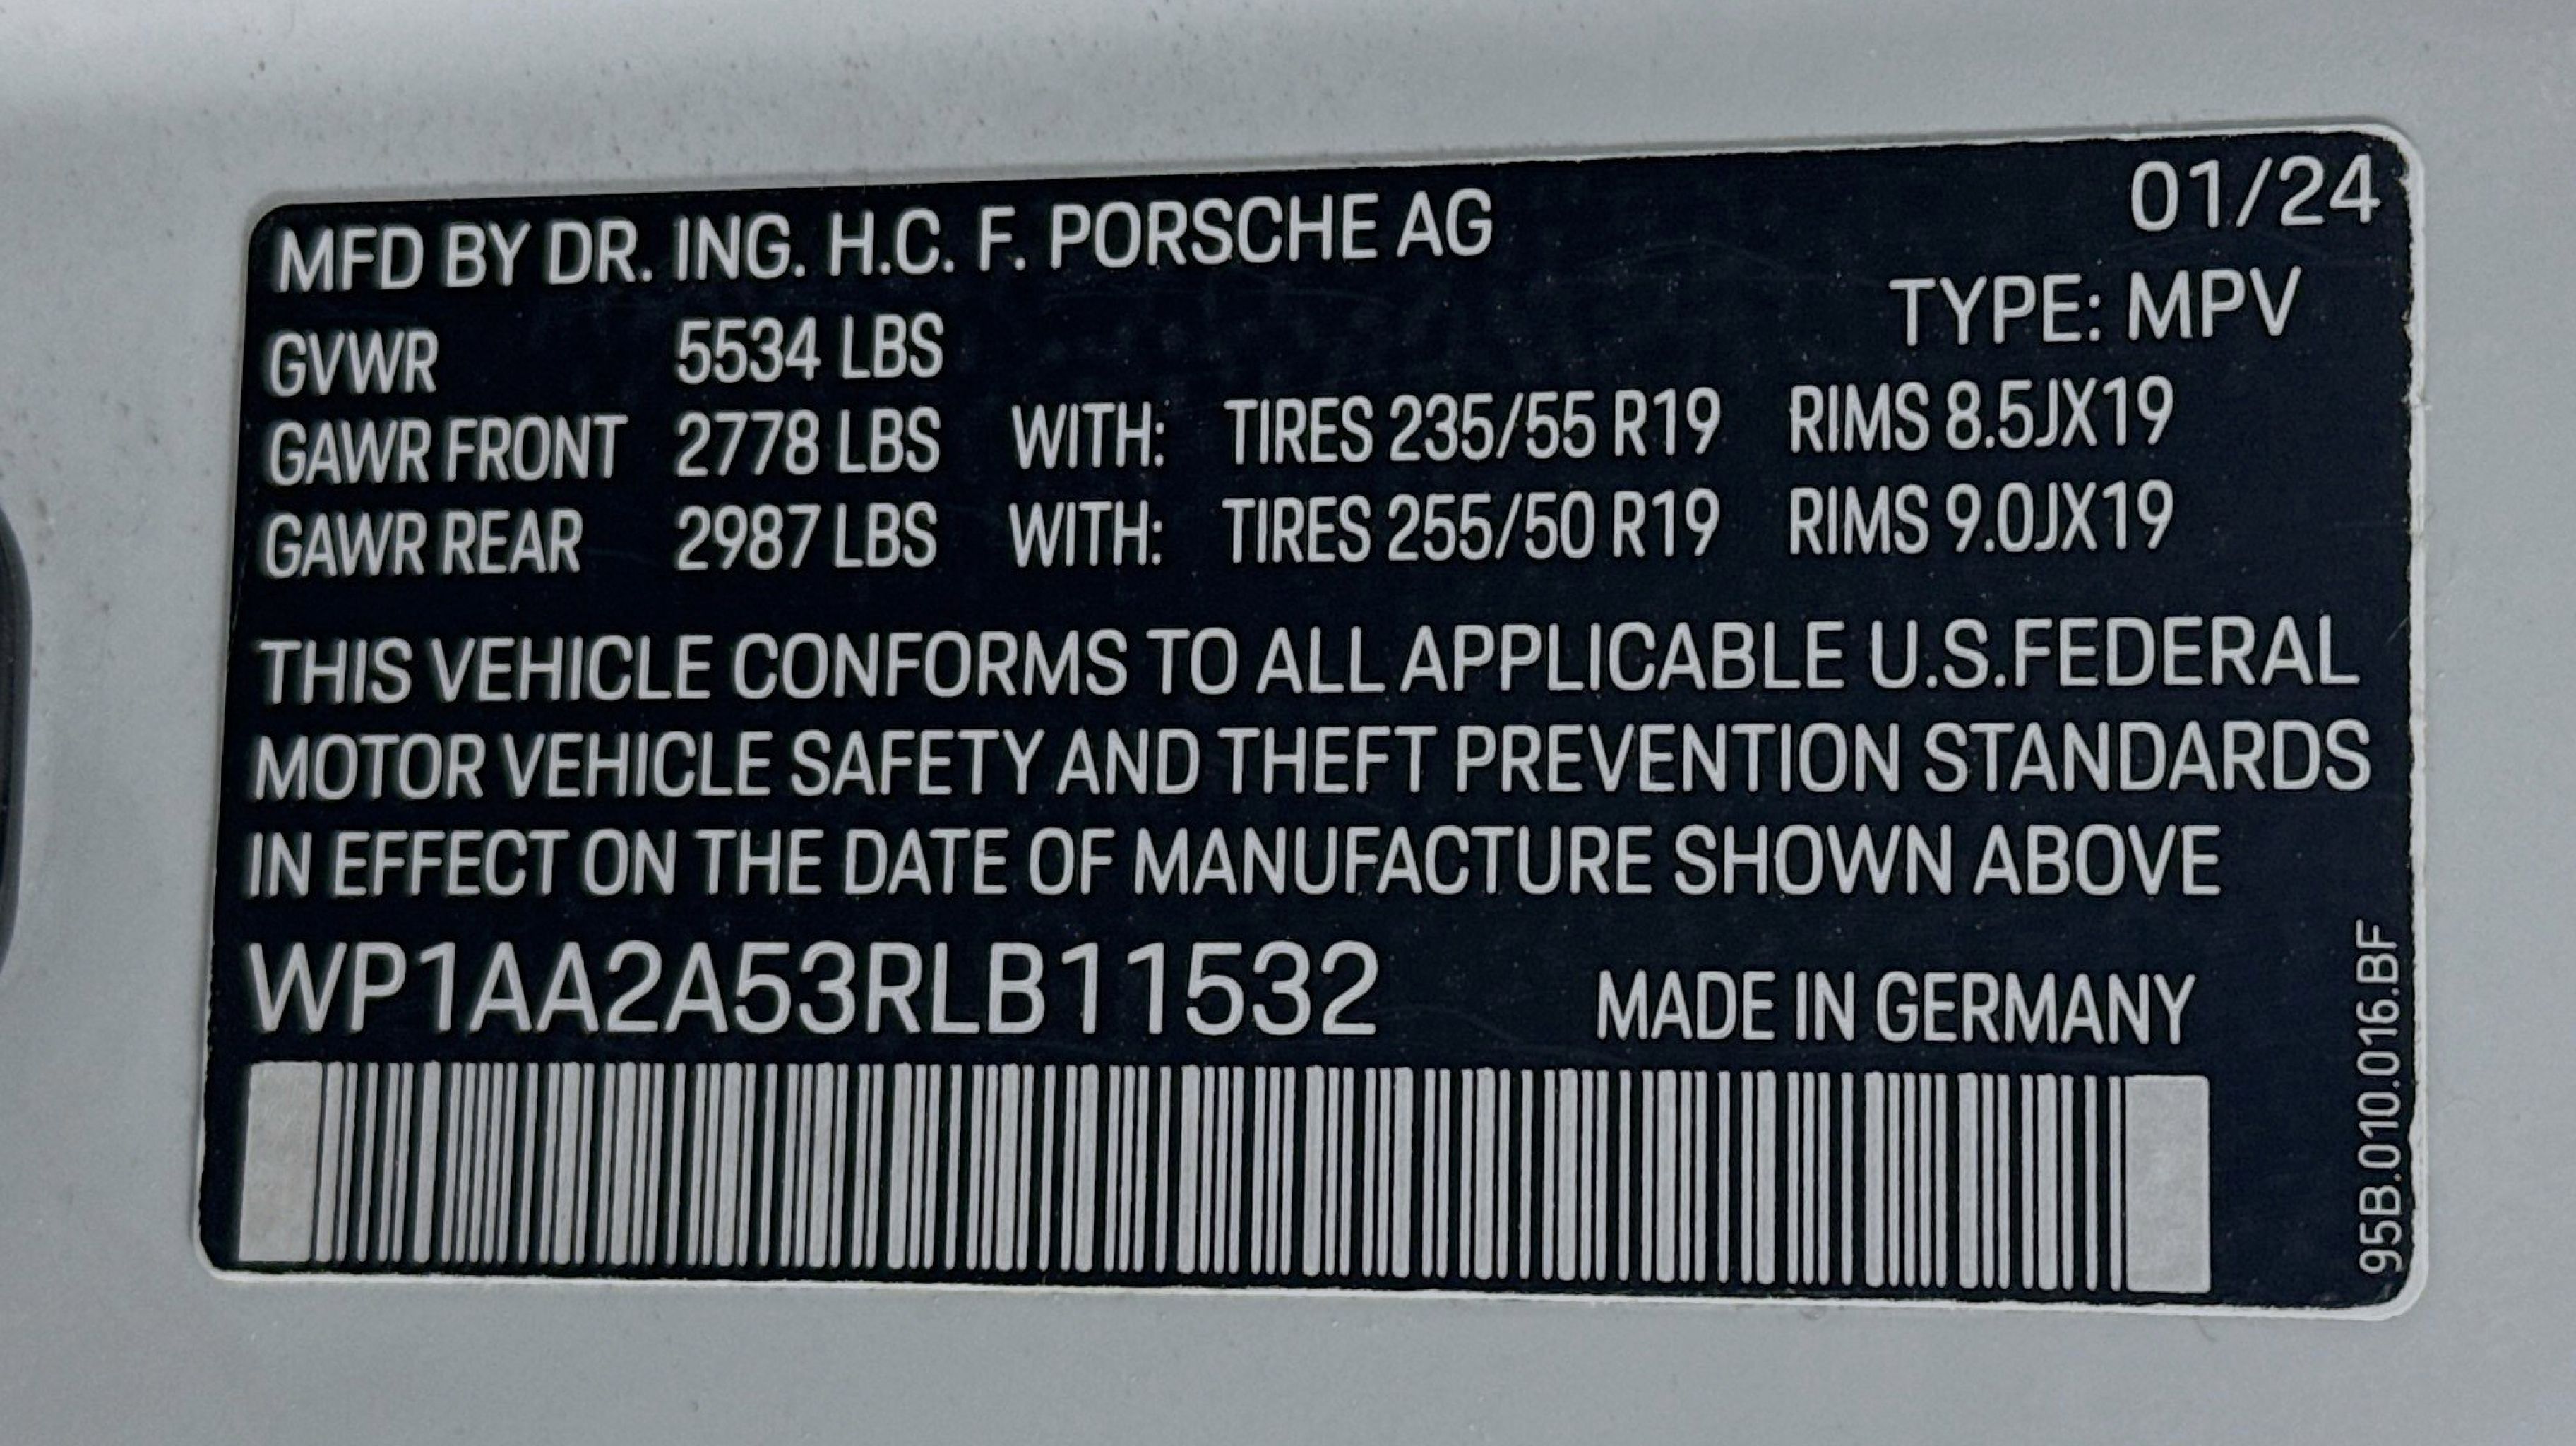 MFD BY DR. ING. H.C. F. PORSCHE AG 01/24
TYPE: MPV
GVWR 5534 LBS
GAWR FRONT 2778 LBS WITH: TIRES 235/55 R19 RIMS 8.5JX19
GAWR REAR 2987 LBS WITH: TIRES 255/50 R19 RIMS 9.0JX19
THIS VEHICLE CONFORMS TO ALL APPLICABLE U.S.FEDERAL
MOTOR VEHICLE SAFETY AND THEFT PREVENTION STANDARDS
IN EFFECT ON THE DATE OF MANUFACTURE SHOWN ABOVE
WP1AA2A53RLB11532 MADE IN GERMANY
95B.010.016.BF